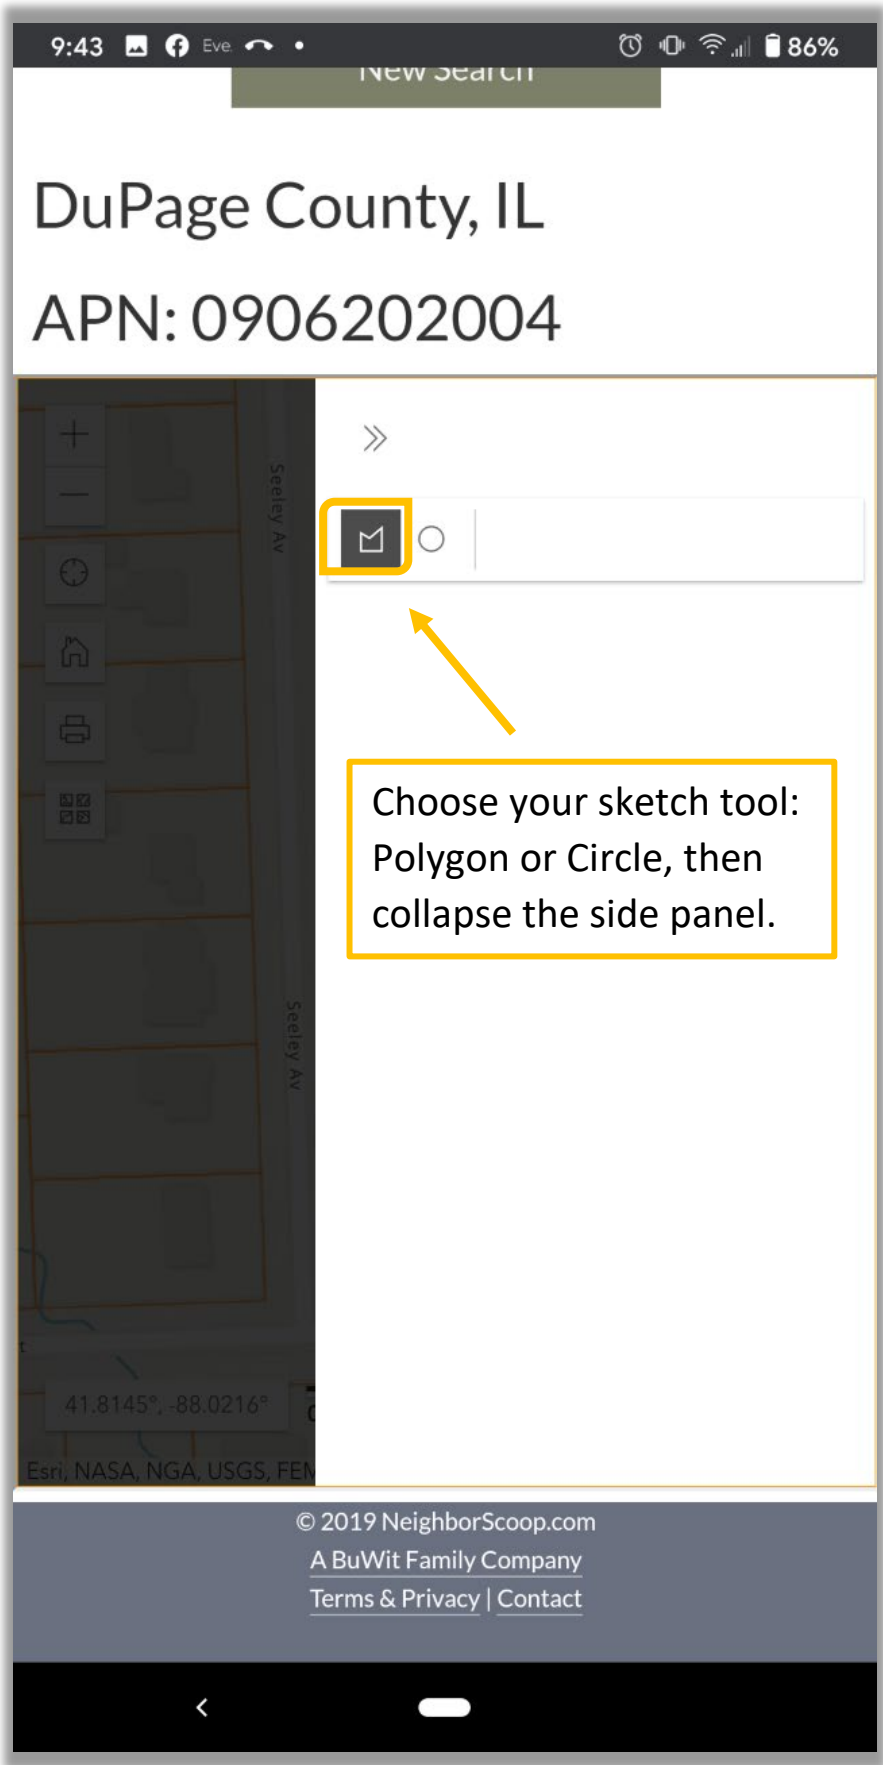 9:43 Eve. 86%
New Search
DuPage County, IL
APN: 0906202004
Seeley Av
Choose your sketch tool:
Polygon or Circle, then
collapse the side panel.
Seeley Av
t
41.8145°, -88.0216°
Esri, NASA, NGA, USGS, FEM
© 2019 NeighborScoop.com
A BuWit Family Company
Terms & Privacy | Contact